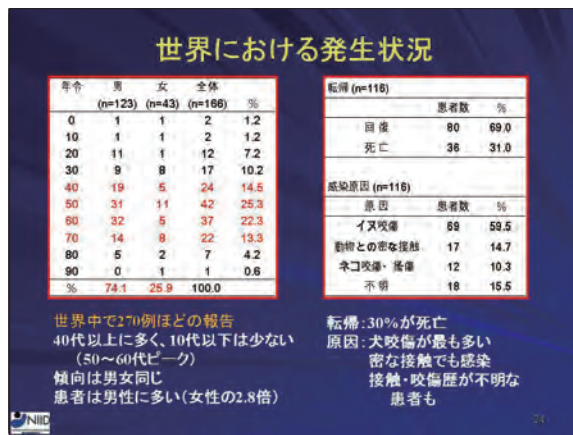 世界における発生状況
年令 男 女 全体
(n=123) (n=43) (n=166) %
0 1 1 2 1.2
10 1 1 2 1.2
20 11 1 12 7.2
30 9 8 17 10.2
40 19 5 24 14.5
50 31 11 42 25.3
60 32 5 37 22.3
70 14 8 22 13.3
80 5 2 7 4.2
90 0 1 1 0.6
% 74.1 25.9 100.0
転帰 (n=116)
患者数 %
回復 80 69.0
死亡 36 31.0
感染原因 (n=116)
原因 患者数 %
イヌ咬傷 69 59.5
動物との密な接触 17 14.7
ネコ咬傷・掻傷 12 10.3
不明 18 15.5
世界中で270例ほどの報告
40代以上に多く、10代以下は少ない
(50～60代ピーク)
傾向は男女同じ
患者は男性に多い(女性の2.8倍)
転帰:30%が死亡
原因:犬咬傷が最も多い
密な接触でも感染
接触・咬傷歴が不明な
患者も
NIID